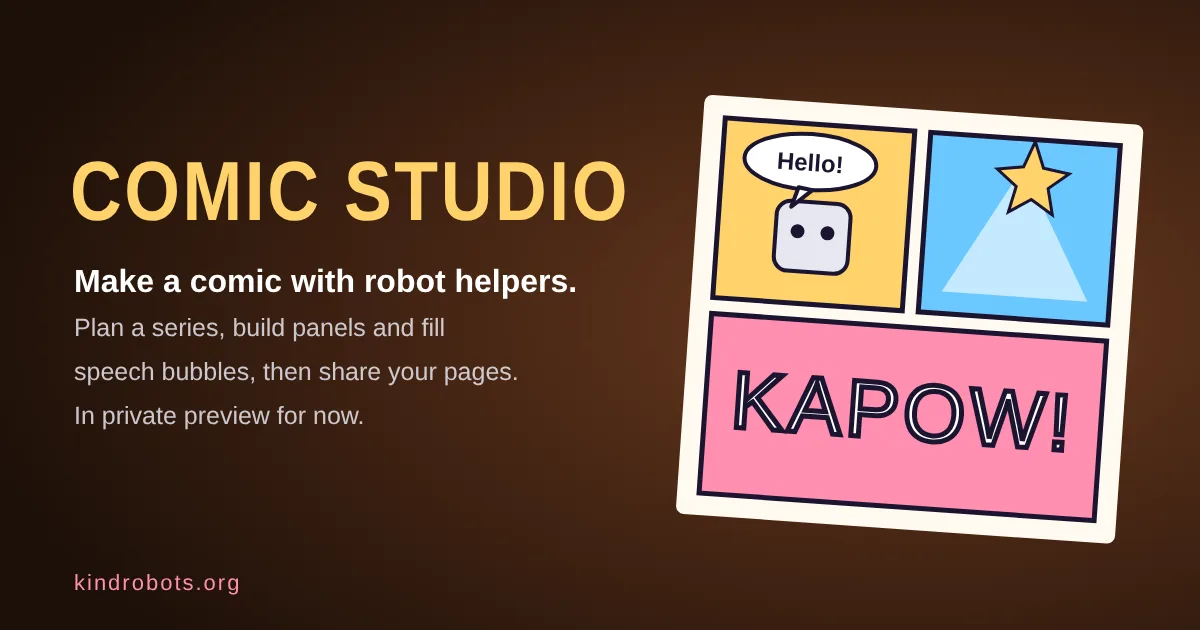 COMIC STUDIO
Make a comic with robot helpers.
Plan a series, build panels and fill
speech bubbles, then share your pages.
In private preview for now.
kindrobots.org
Hello!
KAPOW!